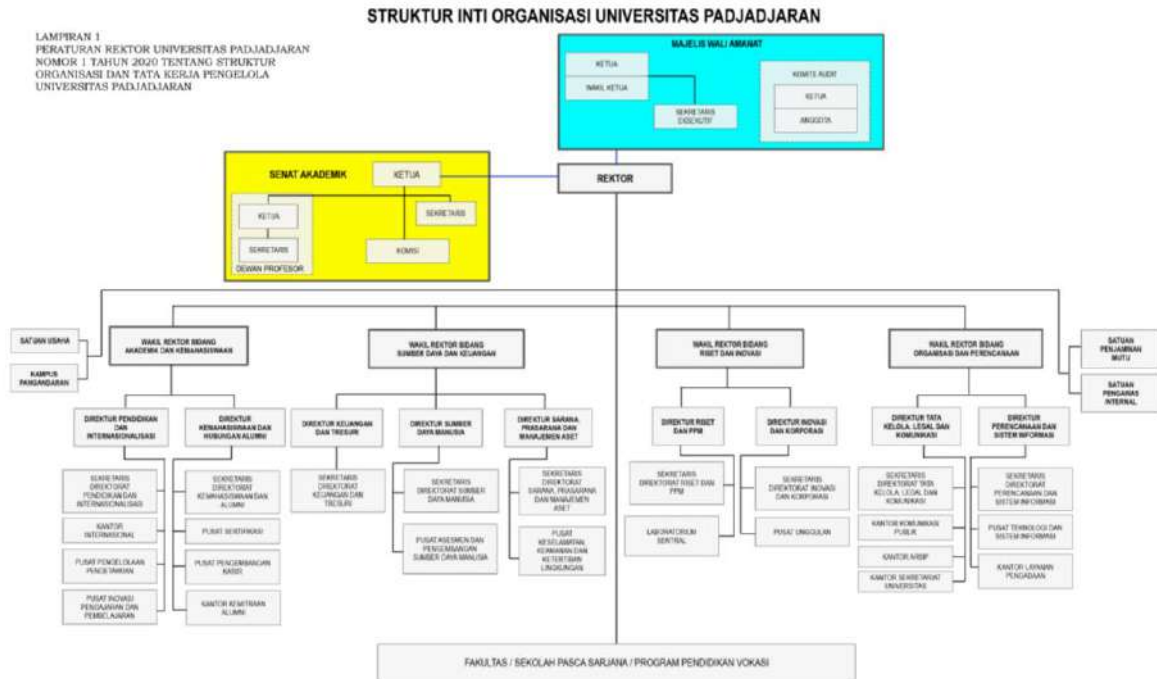 STRUKTUR INTI ORGANISASI UNIVERSITAS PADJADJARAN
LAMPIRAN 1
PERATURAN REKTOR UNIVERSITAS PADJADJARAN
NOMOR 1 TAHUN 2020 TENTANG STRUKTUR
ORGANISASI DAN TATA KERJA PENGELOLA
UNIVERSITAS PADJADJARAN
MAJELIS WALI AMANAT
KETUA
WAKIL KETUA
SEKRETARIS
EKSEKUTIF
KOMITE AUDIT
KETUA
ANGGOTA
SENAT AKADEMIK
KETUA
REKTOR
KETUA
SEKRETARIS
SEKRETARIS
KOMISI
DEWAN PROFESOR
SATUAN USAHA
KAMPUS
PANGANDARAN
WAKIL REKTOR BIDANG
AKADEMIK DAN KEMAHASISWAAN
WAKIL REKTOR BIDANG
SUMBER DAYA DAN KEUANGAN
WAKIL REKTOR BIDANG
RISET DAN INOVASI
WAKIL REKTOR BIDANG
ORGANISASI DAN PERENCANAAN
SATUAN
PENJAMINAN
MUTU
SATUAN
PENGAWAS
INTERNAL
DIREKTUR PENDIDIKAN
DAN
INTERNASIONALISASI
DIREKTUR
KEMAHASISWAAN DAN
HUBUNGAN ALUMNI
DIREKTUR KEUANGAN
DAN TRESURI
DIREKTUR SUMBER
DAYA MANUSIA
DIREKTUR SARANA,
PRASARANA DAN
MANAJEMEN ASET
DIREKTUR RISET
DAN PPM
DIREKTUR INOVASI
DAN KORPORASI
DIREKTUR TATA
KELOLA, LEGAL DAN
KOMUNIKASI
DIREKTUR
PERENCANAAN DAN
SISTEM INFORMASI
SEKRETARIS
DIREKTORAT
PENDIDIKAN DAN
INTERNASIONALISASI
KANTOR
INTERNASIONAL
PUSAT PENGELOLAAN
PENGETAHUAN
PUSAT INOVASI
PENGAJARAN DAN
PEMBELAJARAN
SEKRETARIS
DIREKTORAT
KEMAHASISWAAN DAN
ALUMNI
PUSAT SERTIFIKASI
PUSAT PENGEMBANGAN
KARIR
KANTOR KEMITRAAN
ALUMNI
SEKRETARIS
DIREKTORAT
KEUANGAN DAN
TRESURI
SEKRETARIS
DIREKTORAT SUMBER
DAYA MANUSIA
PUSAT ASESMEN DAN
PENGEMBANGAN
SUMBER DAYA MANUSIA
SEKRETARIS
DIREKTORAT
SARANA, PRASARANA
DAN MANAJEMEN
ASET
PUSAT
KESELAMATAN,
KEAMANAN DAN
KETERTIBAN
LINGKUNGAN
SEKRETARIS
DIREKTORAT RISET DAN
PPM
LABORATORIUM
SENTRAL
SEKRETARIS
DIREKTORAT INOVASI
DAN KORPORASI
PUSAT UNGGULAN
SEKRETARIS
DIREKTORAT TATA
KELOLA, LEGAL DAN
KOMUNIKASI
KANTOR KOMUNIKASI
PUBLIK
KANTOR ARSIP
KANTOR SEKRETARIAT
UNIVERSITAS
SEKRETARIS
DIREKTORAT
PERENCANAAN DAN
SISTEM INFORMASI
PUSAT TEKNOLOGI DAN
SISTEM INFORMASI
KANTOR LAYANAN
PENGADAAN
FAKULTAS / SEKOLAH PASCA SARJANA / PROGRAM PENDIDIKAN VOKASI